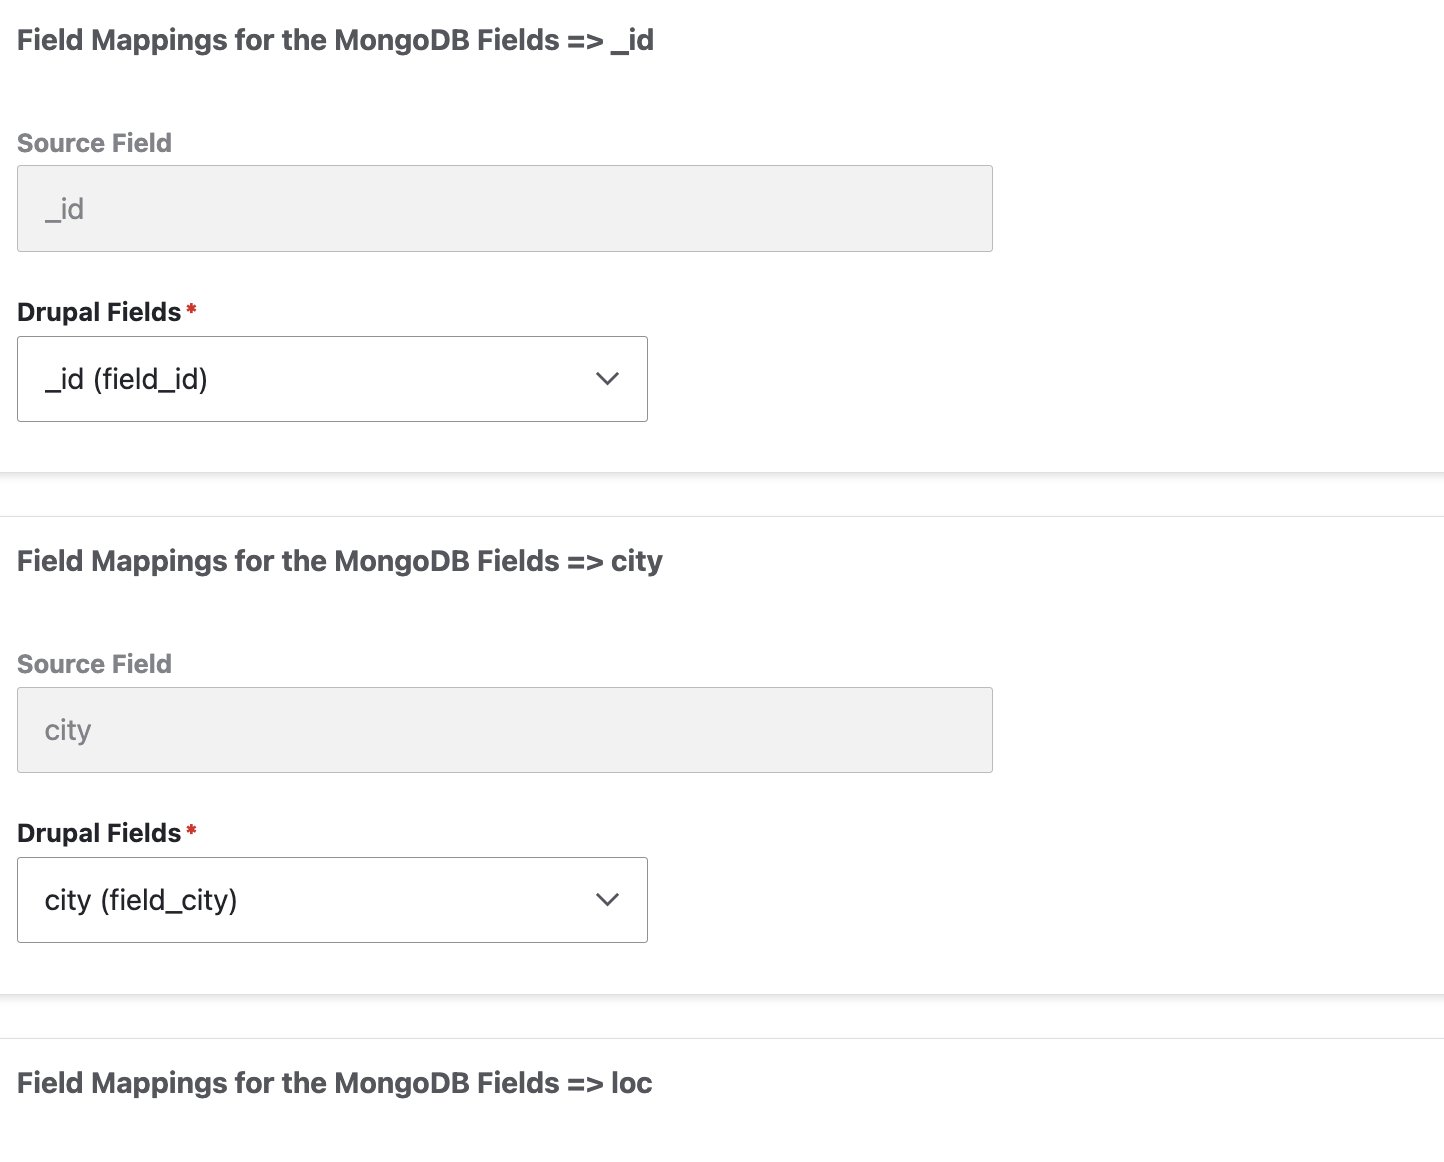 Field Mappings for the MongoDB Fields => _id
Source Field
_id
Drupal Fields*
_id (field_id)
Field Mappings for the MongoDB Fields => city
Source Field
city
Drupal Fields*
city (field_city)
Field Mappings for the MongoDB Fields => loc